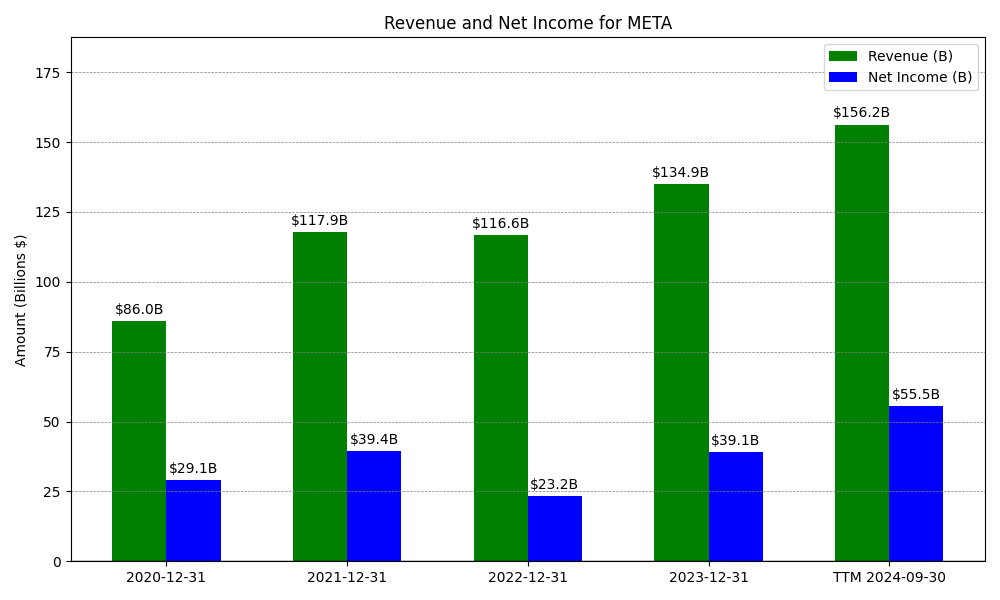 Revenue and Net Income for META
Revenue (B)
Net Income (B)
Amount (Billions $)
175
150
125
100
75
50
25
0
$86.0B
$29.1B
$117.9B
$39.4B
$116.6B
$23.2B
$134.9B
$39.1B
$156.2B
$55.5B
2020-12-31
2021-12-31
2022-12-31
2023-12-31
TTM 2024-09-30